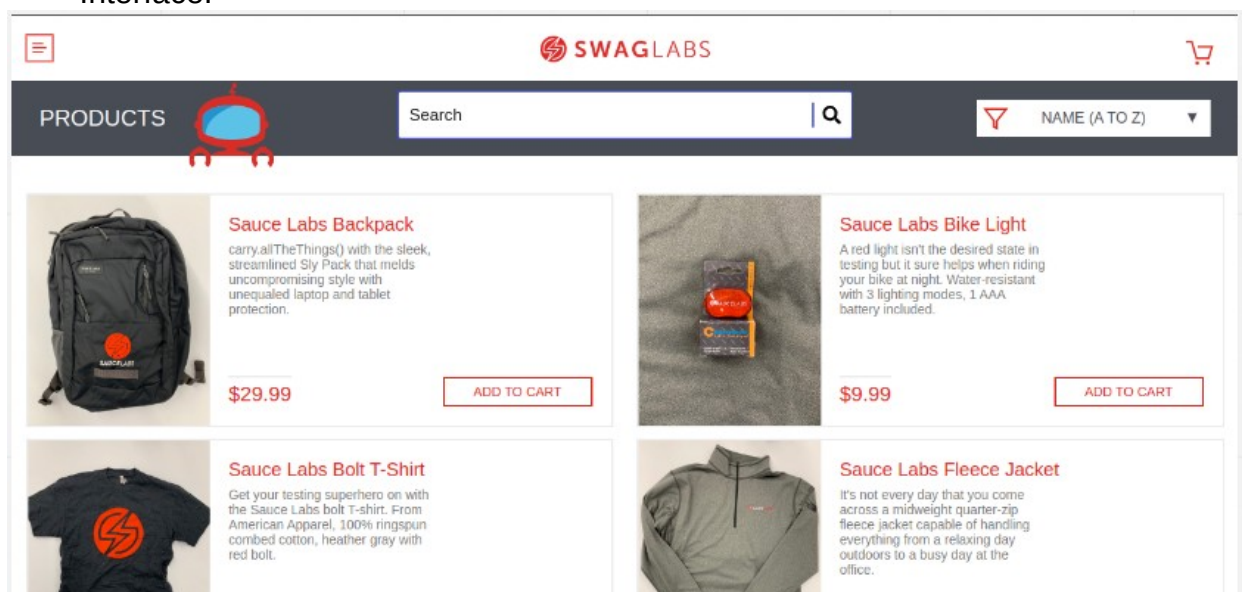 SWAGLABS
PRODUCTS
Search
NAME (A TO Z)
Sauce Labs Backpack
carry.allTheThings() with the sleek,
streamlined Sly Pack that melds
uncompromising style with
unequaled laptop and tablet
protection.
$29.99
ADD TO CART
Sauce Labs Bike Light
A red light isn't the desired state in
testing but it sure helps when riding
your bike at night. Water-resistant
with 3 lighting modes, 1 AAA
battery included.
$9.99
ADD TO CART
Sauce Labs Bolt T-Shirt
Get your testing superhero on with
the Sauce Labs bolt T-shirt. From
American Apparel, 100% ringspun
combed cotton, heather gray with
red bolt.
Sauce Labs Fleece Jacket
It's not every day that you come
across a midweight quarter-zip
fleece jacket capable of handling
everything from a relaxing day
outdoors to a busy day at the
office.